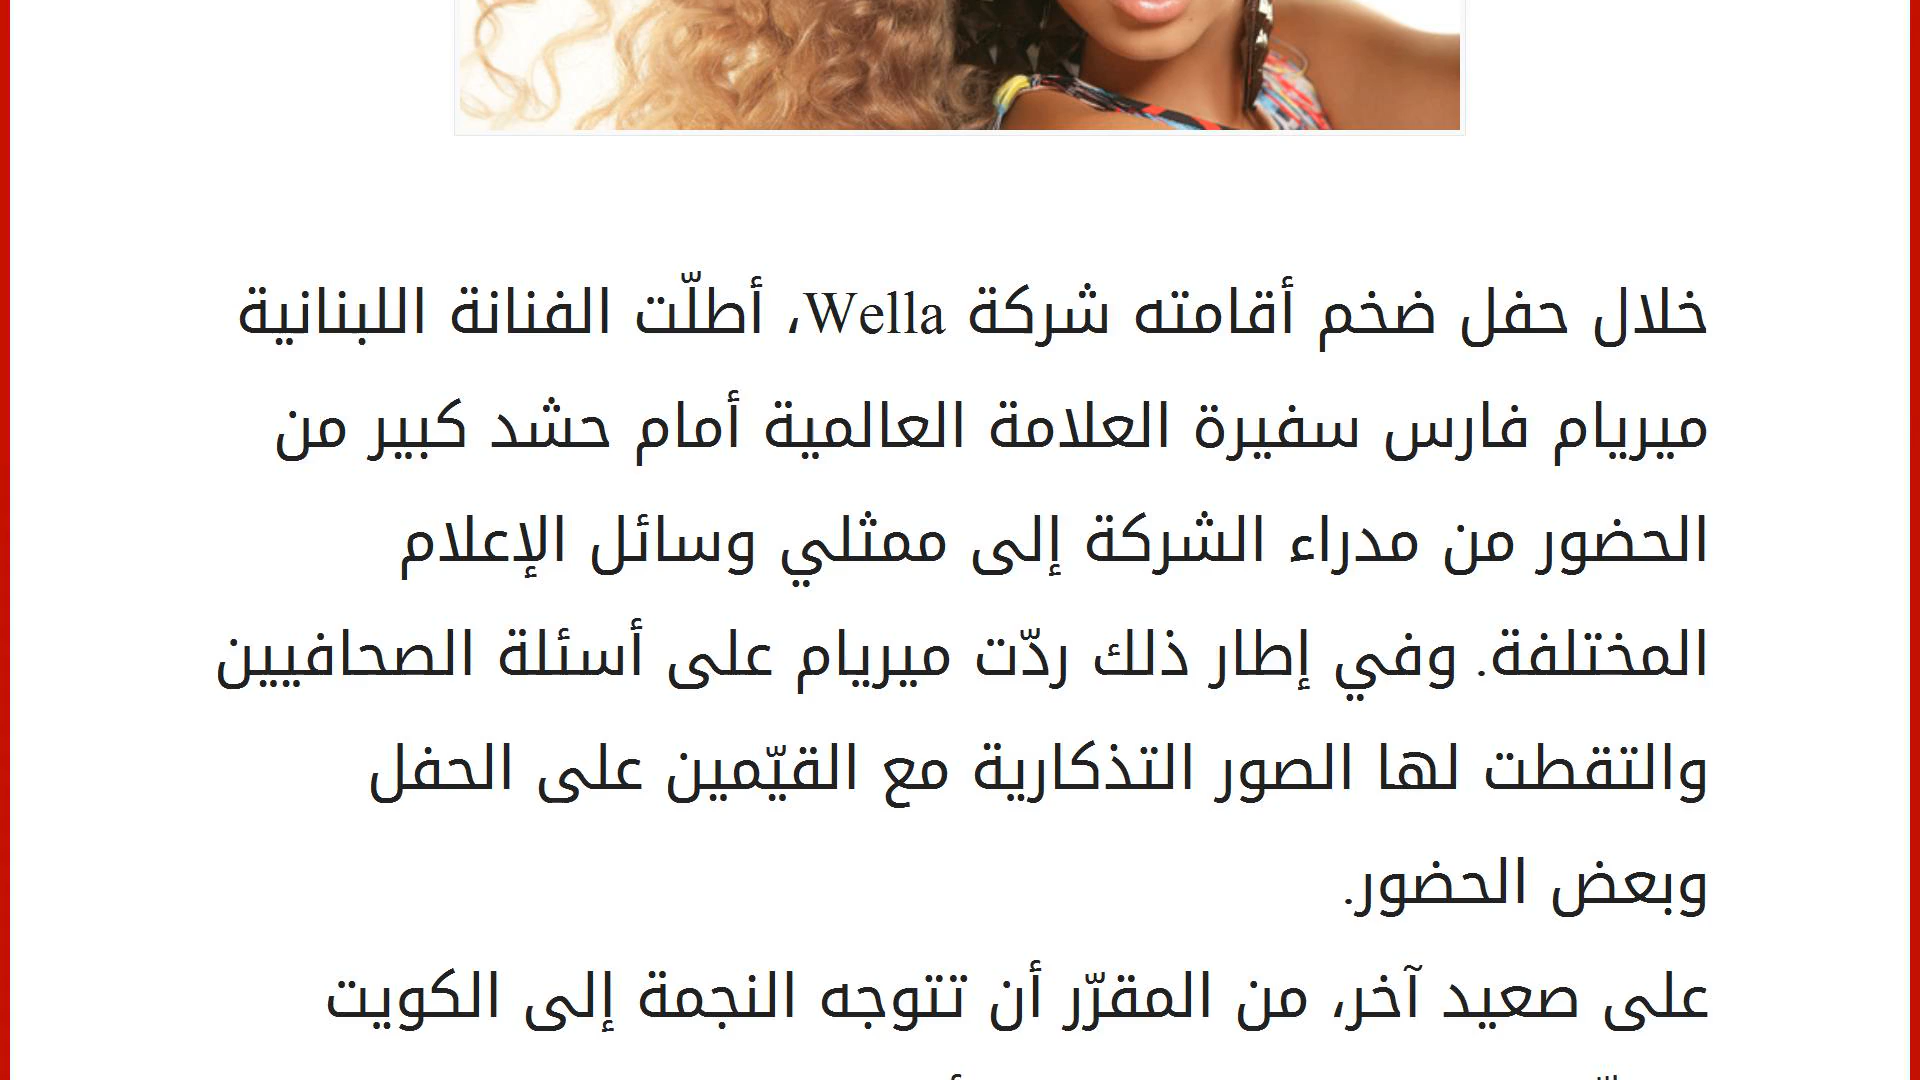 خلال حفل ضخم أقامته شركة Wella، أطلّت الفنانة اللبنانية
ميريام فارس سفيرة العلامة العالمية أمام حشد كبير من
الحضور من مدراء الشركة إلى ممثلي وسائل الإعلام
المختلفة. وفي إطار ذلك ردّت ميريام على أسئلة الصحافيين
والتقطت لها الصور التذكارية مع القيّمين على الحفل
وبعض الحضور.
على صعيد آخر، من المقرّر أن تتوجه النجمة إلى الكويت